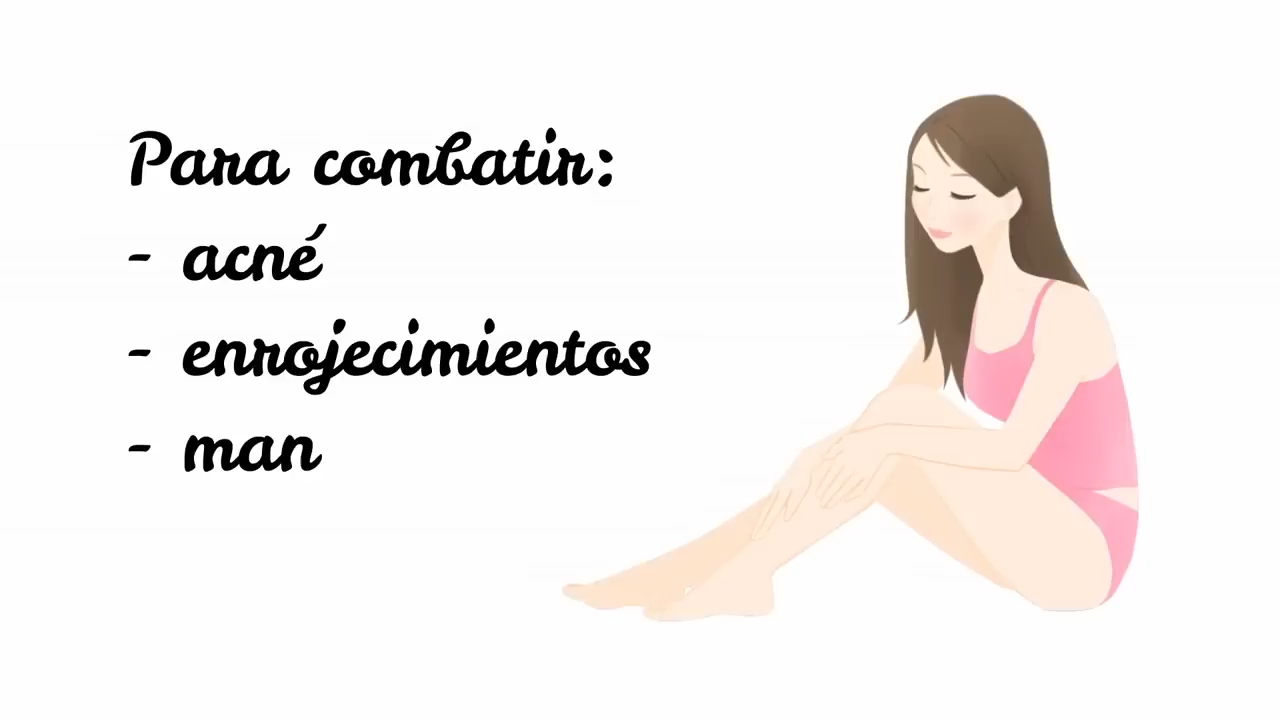 Para combatir:
- acné
- enrojecimientos
- man